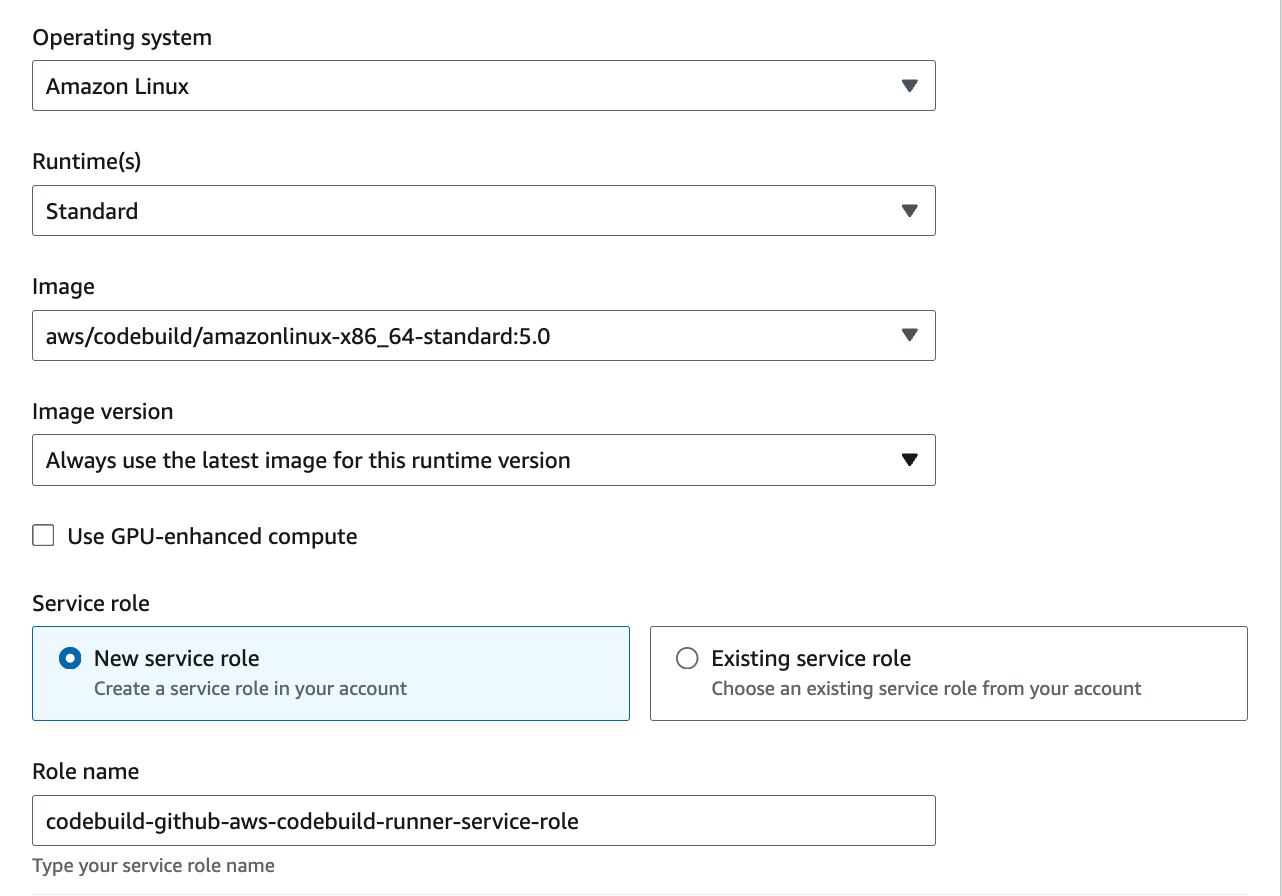 Operating system
Amazon Linux
Runtime(s)
Standard
Image
aws/codebuild/amazonlinux-x86_64-standard:5.0
Image version
Always use the latest image for this runtime version
Use GPU-enhanced compute
Service role
New service role
Create a service role in your account
Existing service role
Choose an existing service role from your account
Role name
codebuild-github-aws-codebuild-runner-service-role
Type your service role name